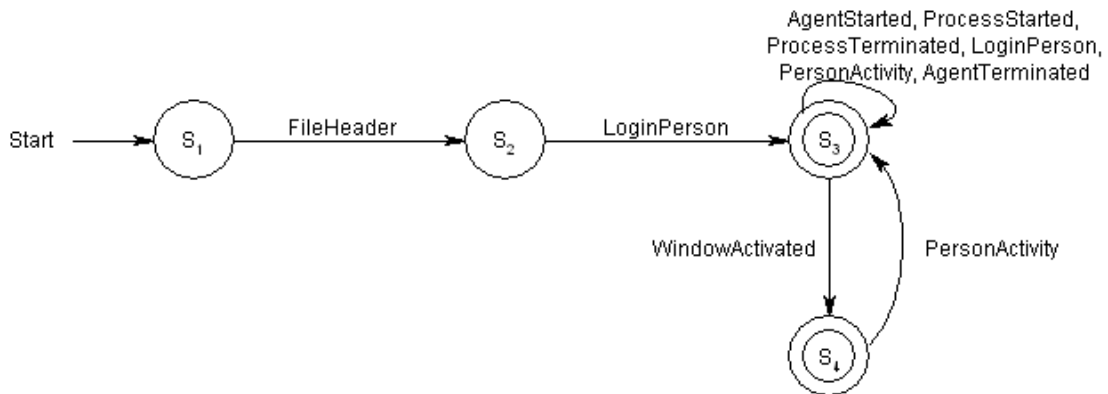 AgentStarted, ProcessStarted,
ProcessTerminated, LoginPerson,
PersonActivity, AgentTerminated
Start
S1
FileHeader
S2
LoginPerson
S3
WindowActivated
PersonActivity
S4